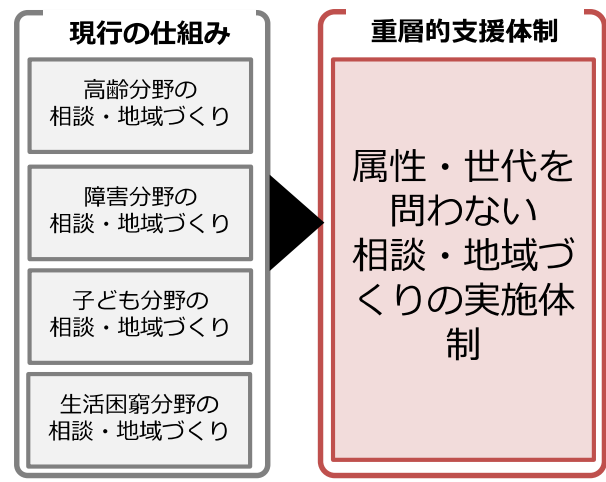 現行の仕組み
高齢分野の
相談・地域づくり
障害分野の
相談・地域づくり
子ども分野の
相談・地域づくり
生活困窮分野の
相談・地域づくり
重層的支援体制
属性・世代を
問わない
相談・地域づ
くりの実施体
制